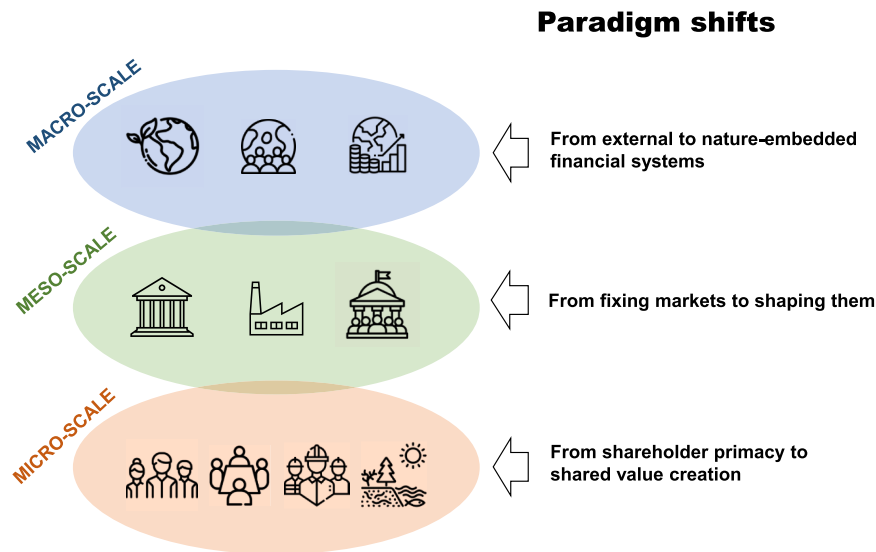 Paradigm shifts
MACRO-SCALE
From external to nature-embedded
financial systems
MESO-SCALE
From fixing markets to shaping them
MICRO-SCALE
From shareholder primacy to
shared value creation